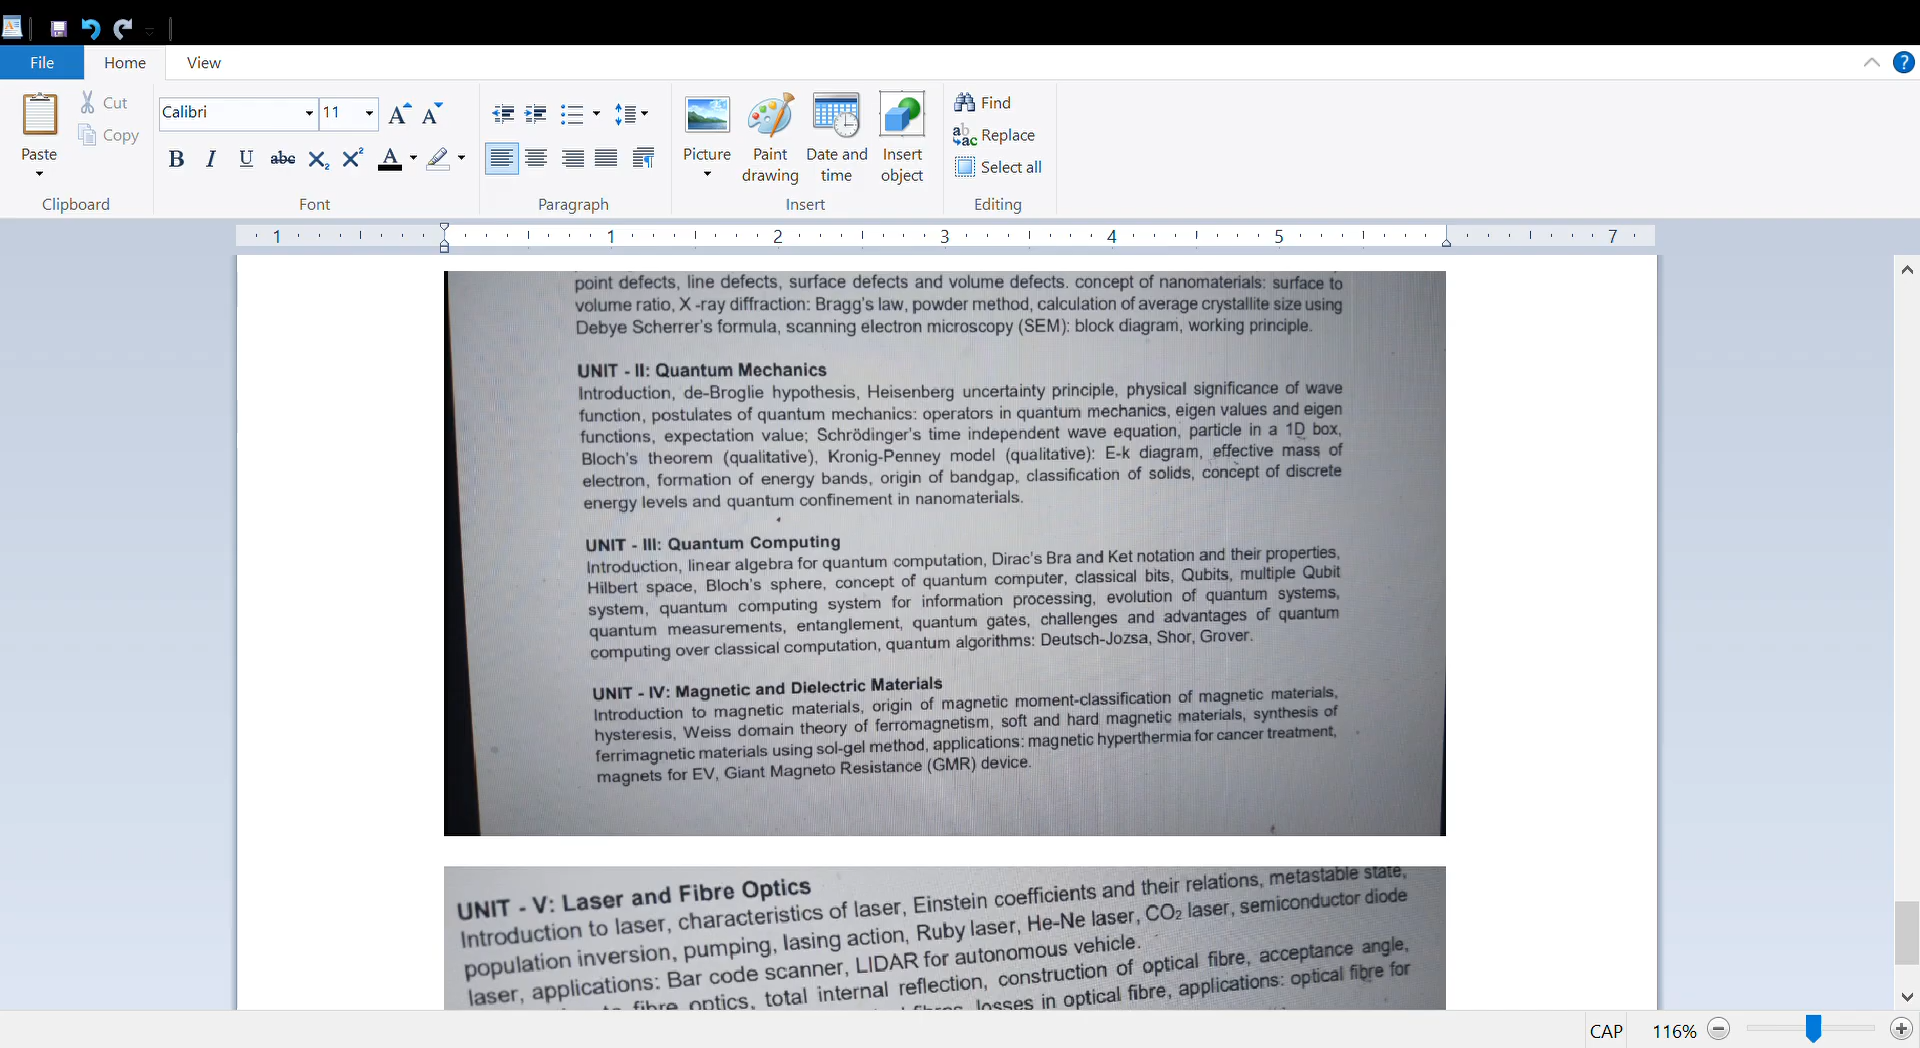 File
Home
View
Paste
Cut
Copy
Clipboard
Calibri
11
A
A
B I U abc X₂ X² A
Font
Paragraph
Picture
Paint drawing
Date and time
Insert object
Insert
Find
Replace
Select all
Editing
1 1 2 3 4 5 7
point defects, line defects, surface defects and volume defects. concept of nanomaterials: surface to
volume ratio, X -ray diffraction: Bragg's law, powder method, calculation of average crystallite size using
Debye Scherrer's formula, scanning electron microscopy (SEM): block diagram, working principle.
UNIT - II: Quantum Mechanics
Introduction, de-Broglie hypothesis, Heisenberg uncertainty principle, physical significance of wave
function, postulates of quantum mechanics: operators in quantum mechanics, eigen values and eigen
functions, expectation value; Schrödinger's time independent wave equation, particle in a 1D box,
Bloch's theorem (qualitative), Kronig-Penney model (qualitative): E-k diagram, effective mass of
electron, formation of energy bands, origin of bandgap, classification of solids, concept of discrete
energy levels and quantum confinement in nanomaterials.
UNIT - III: Quantum Computing
Introduction, linear algebra for quantum computation, Dirac's Bra and Ket notation and their properties,
Hilbert space, Bloch's sphere, concept of quantum computer, classical bits, Qubits, multiple Qubit
system, quantum computing system for information processing, evolution of quantum systems,
quantum measurements, entanglement, quantum gates, challenges and advantages of quantum
computing over classical computation, quantum algorithms: Deutsch-Jozsa, Shor, Grover.
UNIT - IV: Magnetic and Dielectric Materials
Introduction to magnetic materials, origin of magnetic moment-classification of magnetic materials,
hysteresis, Weiss domain theory of ferromagnetism, soft and hard magnetic materials, synthesis of
ferrimagnetic materials using sol-gel method, applications: magnetic hyperthermia for cancer treatment,
magnets for EV, Giant Magneto Resistance (GMR) device.
UNIT - V: Laser and Fibre Optics
Introduction to laser, characteristics of laser, Einstein coefficients and their relations, metastable state,
population inversion, pumping, lasing action, Ruby laser, He-Ne laser, CO₂ laser, semiconductor diode
laser, applications: Bar code scanner, LIDAR for autonomous vehicle.
to fibre optics, total internal reflection, construction of optical fibre, acceptance angle,
losses in optical fibre, applications: optical fibre for
CAP
116%